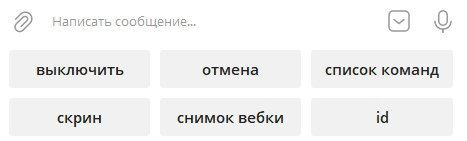 Написать сообщение...
выключить отмена список команд
скрин снимок вебки id